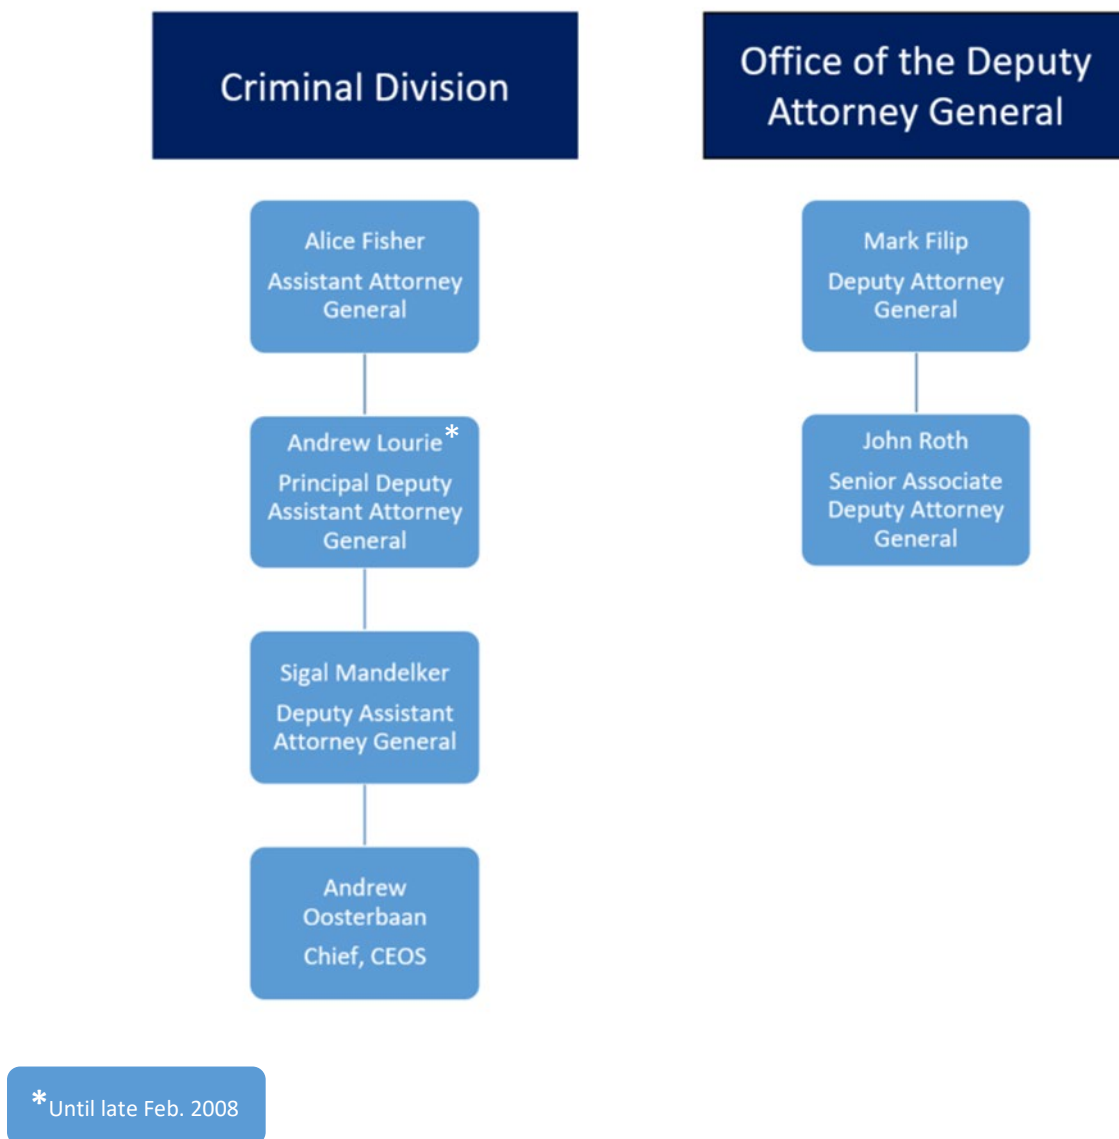 Criminal Division
Office of the Deputy
Attorney General
Alice Fisher
Assistant Attorney
General
Andrew Lourie*
Principal Deputy
Assistant Attorney
General
Sigal Mandelker
Deputy Assistant
Attorney General
Andrew
Oosterbaan
Chief, CEOS
Mark Filip
Deputy Attorney
General
John Roth
Senior Associate
Deputy Attorney
General
*Until late Feb. 2008